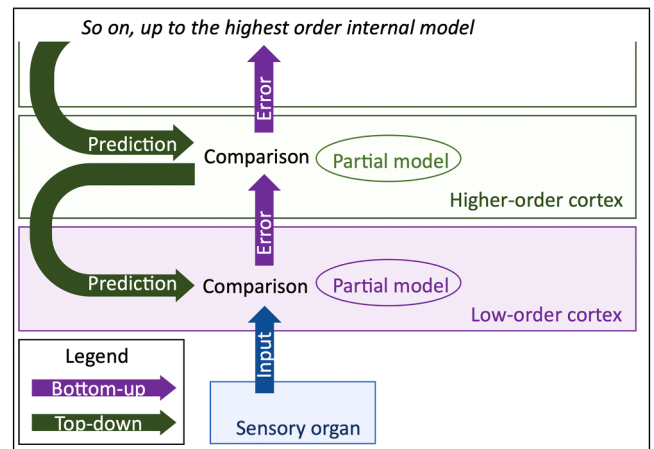 So on, up to the highest order internal model
Error
Prediction
Comparison
Partial model
Higher-order cortex
Error
Prediction
Comparison
Partial model
Low-order cortex
Input
Legend
Bottom-up
Top-down
Sensory organ